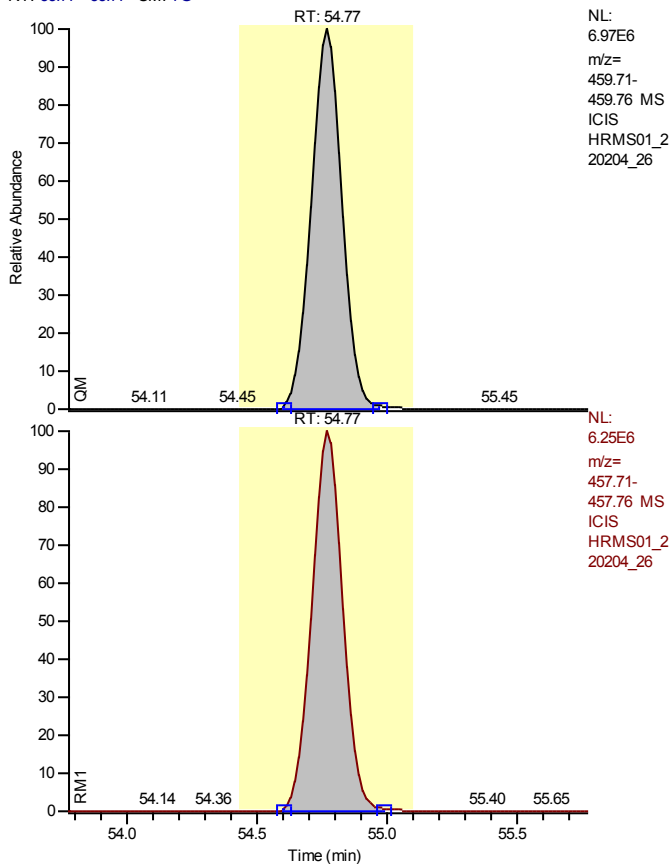 RT: 54.77
NL:
6.97E6
m/z=
459.71-
459.76 MS
ICIS
HRMS01_2
20204_26
100
90
80
70
60
50
40
30
20
10
0
Relative Abundance
QM
54.11 54.45 55.45
RT: 54.77
NL:
6.25E6
m/z=
457.71-
457.76 MS
ICIS
HRMS01_2
20204_26
100
90
80
70
60
50
40
30
20
10
0
RM1
54.14 54.36 55.40 55.65
54.0 54.5 55.0 55.5
Time (min)